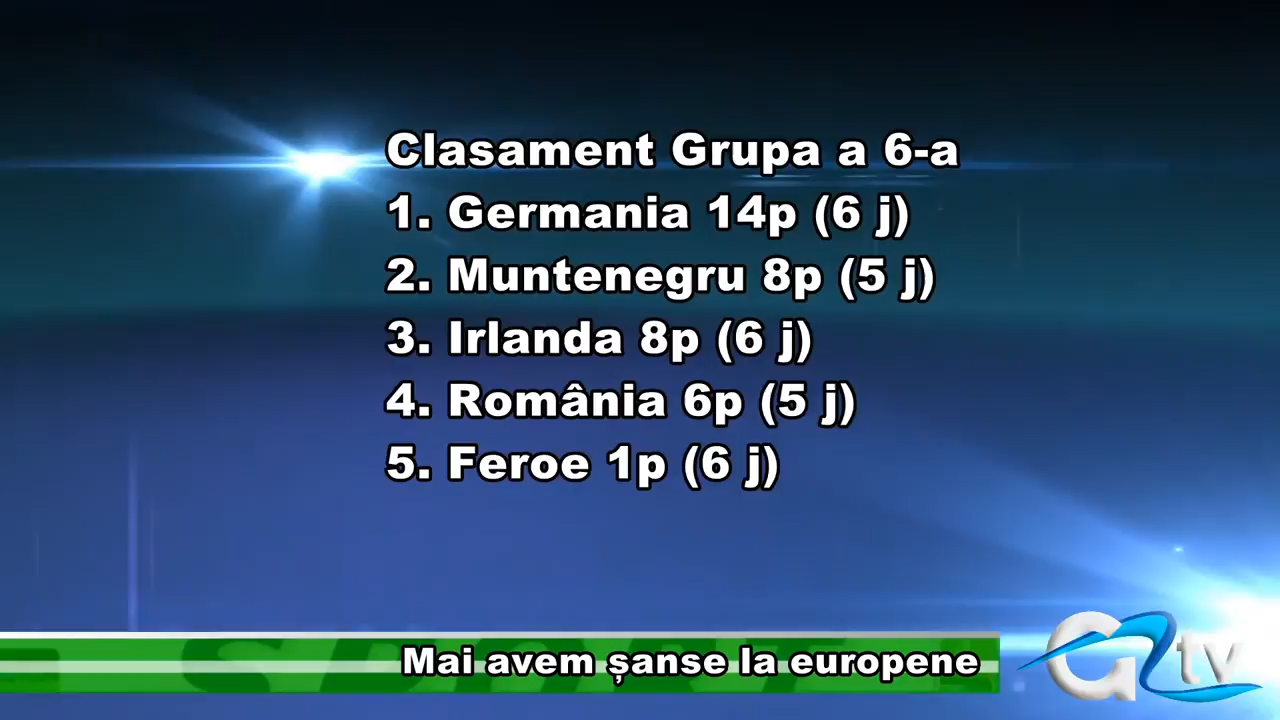 Clasament Grupa a 6-a
1. Germania 14p (6 j)
2. Muntenegru 8p (5 j)
3. Irlanda 8p (6 j)
4. România 6p (5 j)
5. Feroe 1p (6 j)
Mai avem șanse la europene
tv